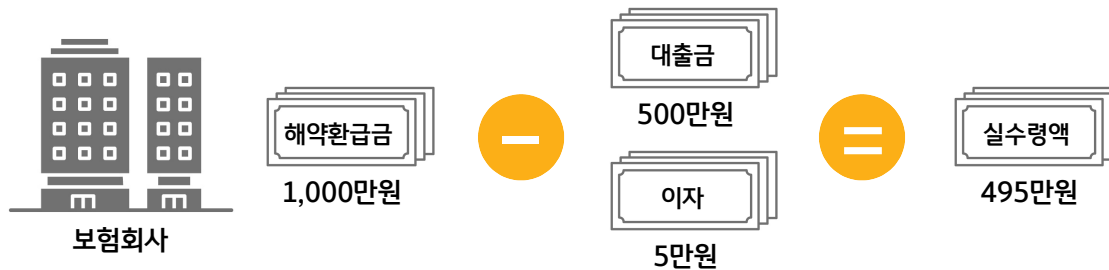 보험회사
해약환급금
1,000만원
−
대출금
500만원
이자
5만원
=
실수령액
495만원